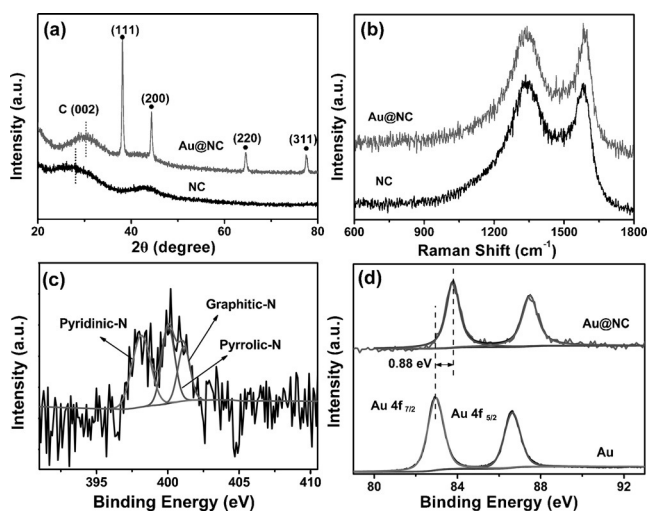 (a)
(111)
(200)
C (002)
Au@NC
(220)
(311)
NC
Intensity (a.u.)
20 40 60 80
2θ (degree)
(b)
Au@NC
NC
Intensity (a.u.)
600 900 1200 1500 1800
Raman Shift (cm-1)
(c)
Graphitic-N
Pyridinic-N
Pyrrolic-N
Intensity (a.u.)
395 400 405 410
Binding Energy (eV)
(d)
Au@NC
0.88 eV
Au 4f 7/2
Au 4f 5/2
Au
Intensity (a.u.)
80 84 88 92
Binding Energy (eV)